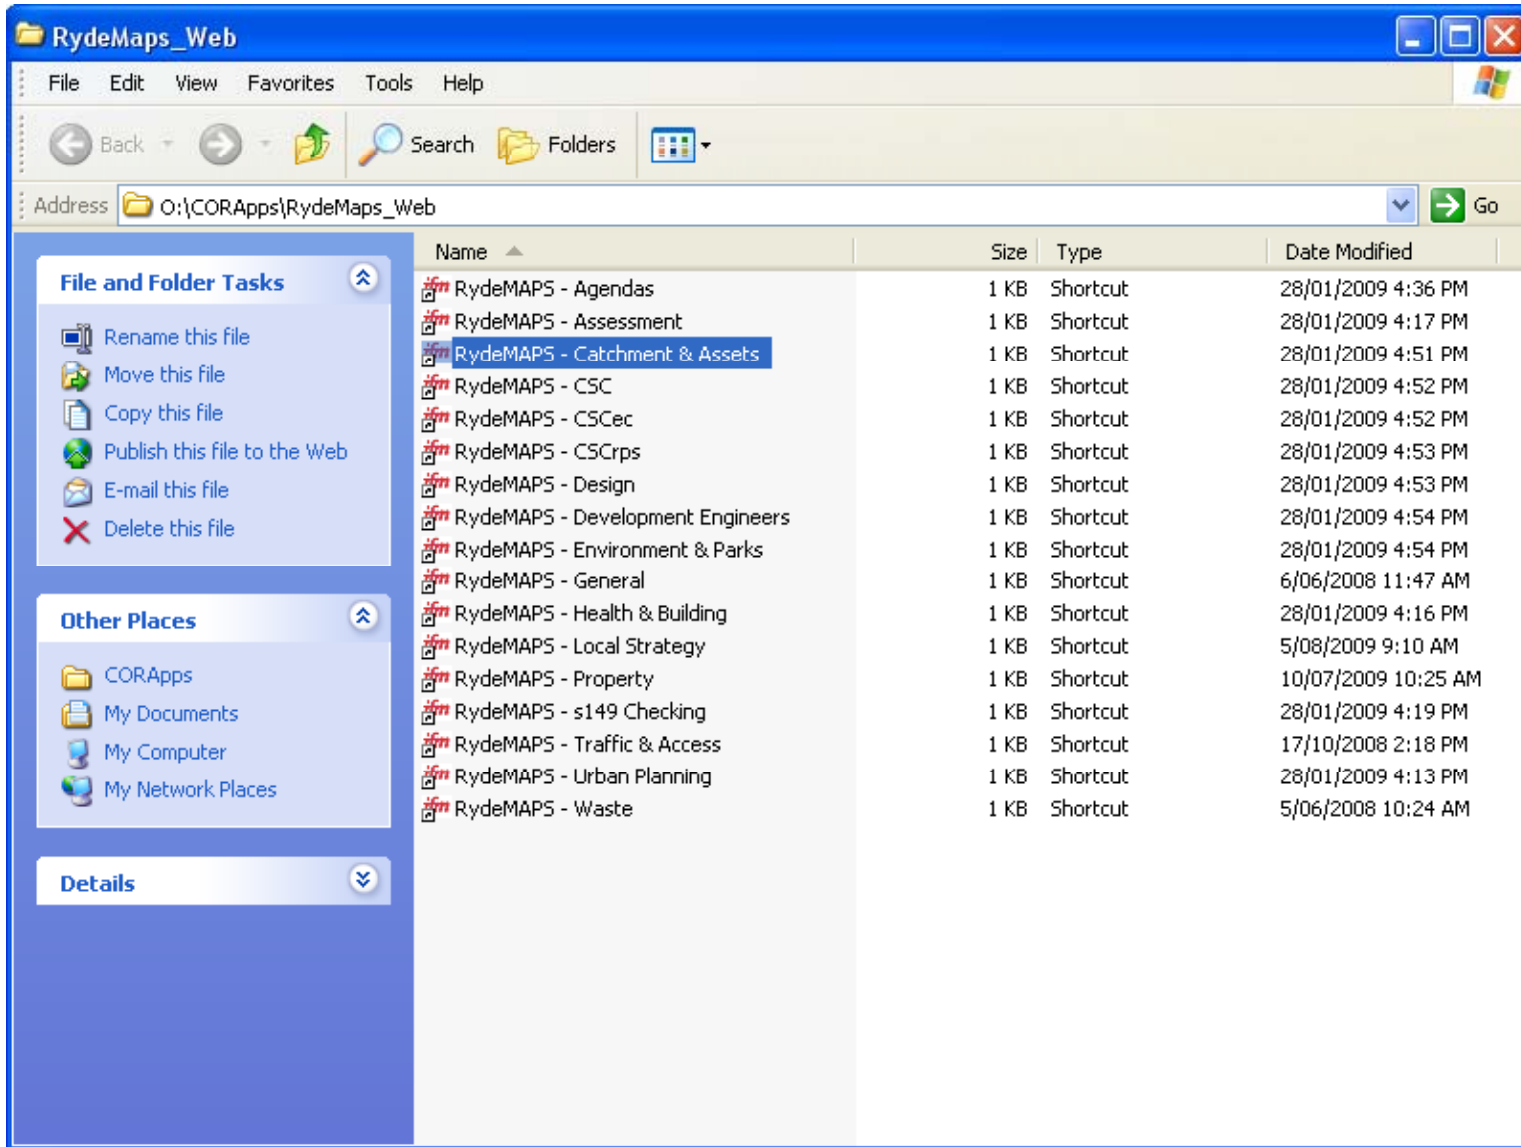 RydeMaps_Web
File Edit View Favorites Tools Help
Back Search Folders
Address O:\CORApps\RydeMaps_Web Go
File and Folder Tasks
Rename this file
Move this file
Copy this file
Publish this file to the Web
E-mail this file
Delete this file
Other Places
CORApps
My Documents
My Computer
My Network Places
Details
Name Size Type Date Modified
RydeMAPS - Agendas 1 KB Shortcut 28/01/2009 4:36 PM
RydeMAPS - Assessment 1 KB Shortcut 28/01/2009 4:17 PM
RydeMAPS - Catchment & Assets 1 KB Shortcut 28/01/2009 4:51 PM
RydeMAPS - CSC 1 KB Shortcut 28/01/2009 4:52 PM
RydeMAPS - CSCec 1 KB Shortcut 28/01/2009 4:52 PM
RydeMAPS - CSCrps 1 KB Shortcut 28/01/2009 4:53 PM
RydeMAPS - Design 1 KB Shortcut 28/01/2009 4:53 PM
RydeMAPS - Development Engineers 1 KB Shortcut 28/01/2009 4:54 PM
RydeMAPS - Environment & Parks 1 KB Shortcut 28/01/2009 4:54 PM
RydeMAPS - General 1 KB Shortcut 6/06/2008 11:47 AM
RydeMAPS - Health & Building 1 KB Shortcut 28/01/2009 4:16 PM
RydeMAPS - Local Strategy 1 KB Shortcut 5/08/2009 9:10 AM
RydeMAPS - Property 1 KB Shortcut 10/07/2009 10:25 AM
RydeMAPS - s149 Checking 1 KB Shortcut 28/01/2009 4:19 PM
RydeMAPS - Traffic & Access 1 KB Shortcut 17/10/2008 2:18 PM
RydeMAPS - Urban Planning 1 KB Shortcut 28/01/2009 4:13 PM
RydeMAPS - Waste 1 KB Shortcut 5/06/2008 10:24 AM